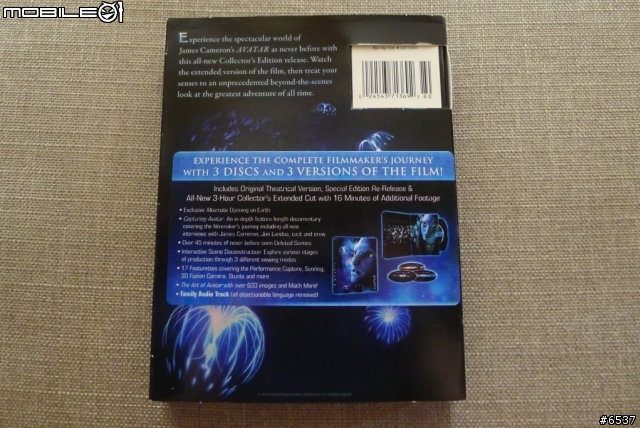 MOBILE01
Experience the spectacular world of
James Cameron's AVATAR as never before with
this all-new Collector's Edition release. Watch
the extended version of the film, then treat your
senses to an unprecedented beyond-the-scenes
look at the greatest adventure of all time.
EXPERIENCE THE COMPLETE FILMMAKER'S JOURNEY
WITH 3 DISCS AND 3 VERSIONS OF THE FILM!
Includes Original Theatrical Version, Special Edition Re-Release &
All-New 3-Hour Collector's Extended Cut with 16 Minutes of Additional Footage
• Exclusive Alternate Opening on Earth
• Capturing Avatar: An in depth feature length documentary
covering the filmmaker's journey including all new
interviews with James Cameron, Jon Landau, cast and crew
• Over 45 minutes of never before seen Deleted Scenes
• Interactive Scene Deconstruction: Explore various stages
of production through 3 different viewing modes
• 17 Featurettes covering the Performance Capture, Scoring,
3D Fusion Camera, Stunts and more
• The Art of Avatar with over 633 images and Much More!
• Family Audio Track (all objectionable language removed)
#6537